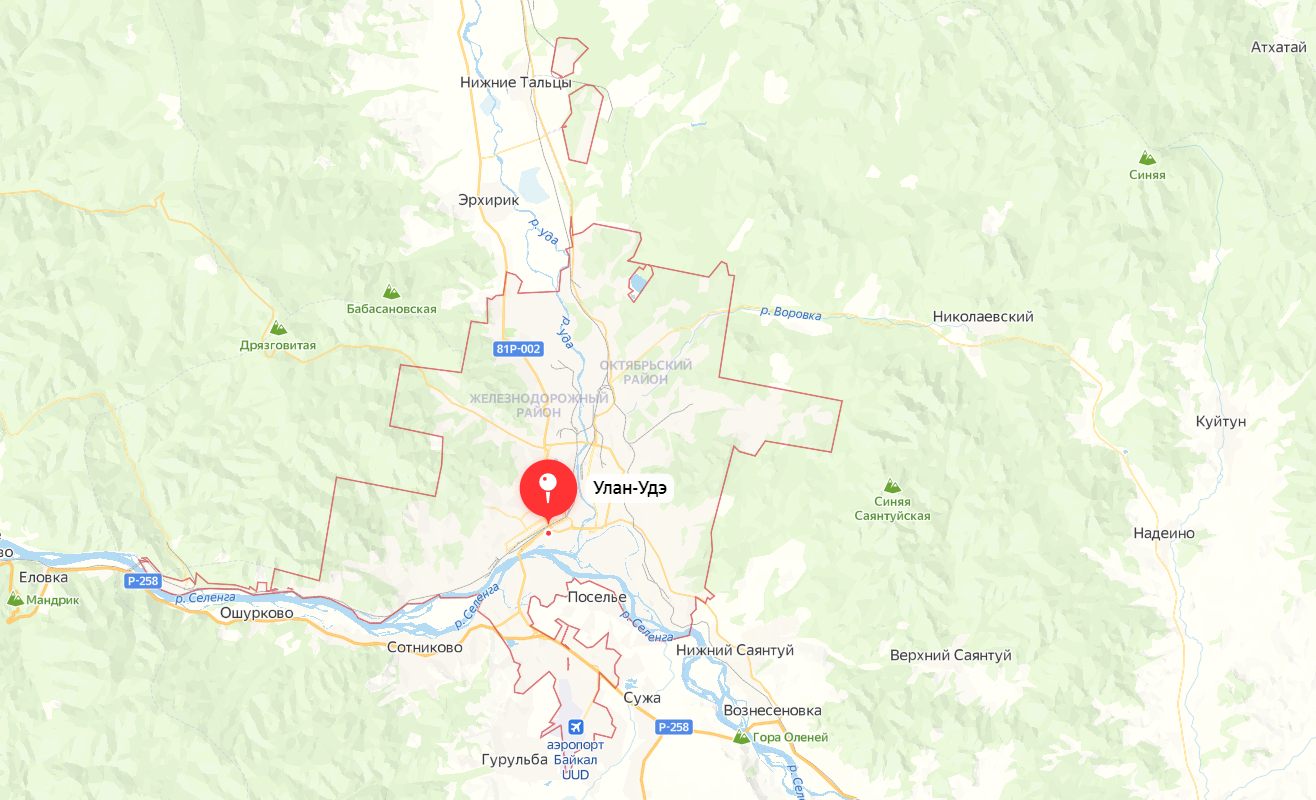 Атхатай
Нижние Тальцы
Синяя
Эрхирик
р. Уда
Бабасановская
р. Воровка
Николаевский
Дрязговитая
р. Уда
81Р-002
ОКТЯБРЬСКИЙ
РАЙОН
ЖЕЛЕЗНОДОРОЖНЫЙ
РАЙОН
Куйтун
Улан-Удэ
Синяя
Саянтуйская
Надеино
во
Еловка
Р-258
Мандрик
р. Селенга
Ошурково
р. Селенга
Поселье
р. Селенга
Сотниково
Нижний Саянтуй
Верхний Саянтуй
Сужа
Вознесеновка
Р-258
Гора Оленей
аэропорт
Байкал
UUD
Гурульба
р. Се